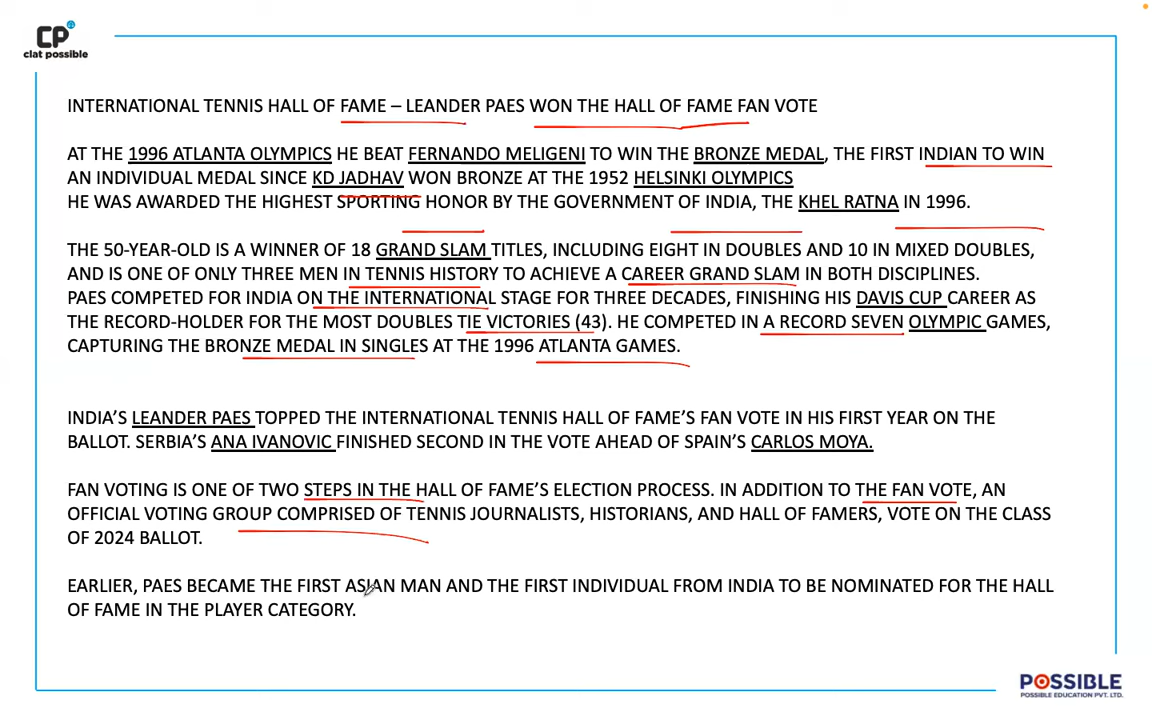 CP
clat possible
INTERNATIONAL TENNIS HALL OF FAME – LEANDER PAES WON THE HALL OF FAME FAN VOTE
AT THE 1996 ATLANTA OLYMPICS HE BEAT FERNANDO MELIGENI TO WIN THE BRONZE MEDAL, THE FIRST INDIAN TO WIN
AN INDIVIDUAL MEDAL SINCE KD JADHAV WON BRONZE AT THE 1952 HELSINKI OLYMPICS
HE WAS AWARDED THE HIGHEST SPORTING HONOR BY THE GOVERNMENT OF INDIA, THE KHEL RATNA IN 1996.
THE 50-YEAR-OLD IS A WINNER OF 18 GRAND SLAM TITLES, INCLUDING EIGHT IN DOUBLES AND 10 IN MIXED DOUBLES,
AND IS ONE OF ONLY THREE MEN IN TENNIS HISTORY TO ACHIEVE A CAREER GRAND SLAM IN BOTH DISCIPLINES.
PAES COMPETED FOR INDIA ON THE INTERNATIONAL STAGE FOR THREE DECADES, FINISHING HIS DAVIS CUP CAREER AS
THE RECORD-HOLDER FOR THE MOST DOUBLES TIE VICTORIES (43). HE COMPETED IN A RECORD SEVEN OLYMPIC GAMES,
CAPTURING THE BRONZE MEDAL IN SINGLES AT THE 1996 ATLANTA GAMES.
INDIA'S LEANDER PAES TOPPED THE INTERNATIONAL TENNIS HALL OF FAME'S FAN VOTE IN HIS FIRST YEAR ON THE
BALLOT. SERBIA'S ANA IVANOVIC FINISHED SECOND IN THE VOTE AHEAD OF SPAIN'S CARLOS MOYA.
FAN VOTING IS ONE OF TWO STEPS IN THE HALL OF FAME'S ELECTION PROCESS. IN ADDITION TO THE FAN VOTE, AN
OFFICIAL VOTING GROUP COMPRISED OF TENNIS JOURNALISTS, HISTORIANS, AND HALL OF FAMERS, VOTE ON THE CLASS
OF 2024 BALLOT.
EARLIER, PAES BECAME THE FIRST ASIAN MAN AND THE FIRST INDIVIDUAL FROM INDIA TO BE NOMINATED FOR THE HALL
OF FAME IN THE PLAYER CATEGORY.
POSSIBLE
POSSIBLE EDUCATION PVT. LTD.